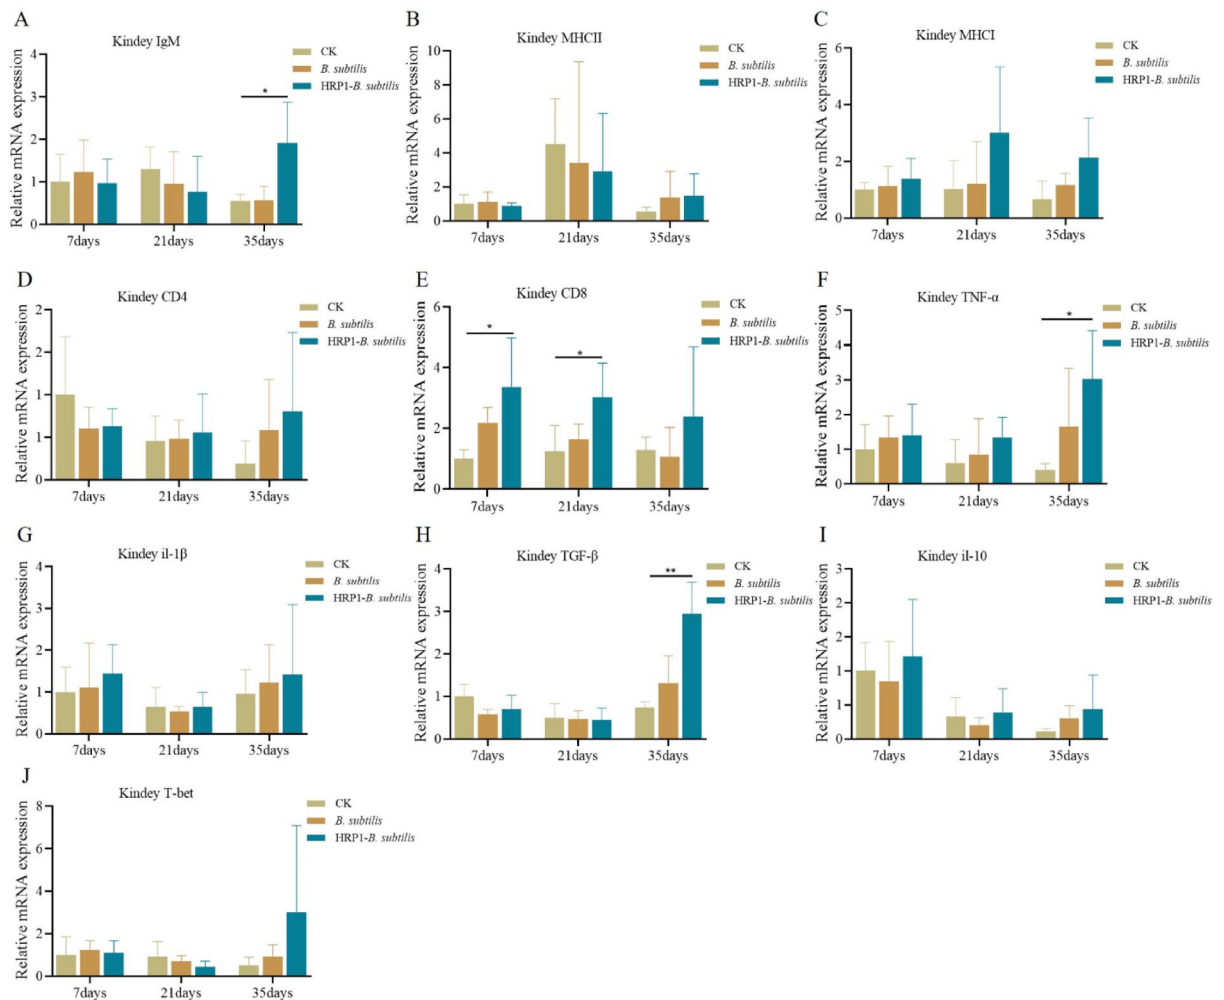 A
Kindey IgM
Relative mRNA expression
4
3
2
1
0
*
7days 21days 35days
CK
B. subtilis
HRP1-B. subtilis
B
Kindey MHCII
Relative mRNA expression
10
8
6
4
2
0
7days 21days 35days
CK
B. subtilis
HRP1-B. subtilis
C
Kindey MHCI
Relative mRNA expression
6
4
2
0
7days 21days 35days
CK
B. subtilis
HRP1-B. subtilis
D
Kindey CD4
Relative mRNA expression
2
2
1
1
0
7days 21days 35days
CK
B. subtilis
HRP1-B. subtilis
E
Kindey CD8
Relative mRNA expression
6
4
2
0
*
*
7days 21days 35days
CK
B. subtilis
HRP1-B. subtilis
F
Kindey TNF-α
Relative mRNA expression
5
4
3
2
1
0
*
7days 21days 35days
CK
B. subtilis
HRP1-B. subtilis
G
Kindey il-1β
Relative mRNA expression
4
3
2
1
0
7days 21days 35days
CK
B. subtilis
HRP1-B. subtilis
H
Kindey TGF-β
Relative mRNA expression
4
3
2
1
0
**
7days 21days 35days
CK
B. subtilis
HRP1-B. subtilis
I
Kindey il-10
Relative mRNA expression
3
2
2
1
1
0
7days 21days 35days
CK
B. subtilis
HRP1-B. subtilis
J
Kindey T-bet
Relative mRNA expression
8
6
4
2
0
7days 21days 35days
CK
B. subtilis
HRP1-B. subtilis